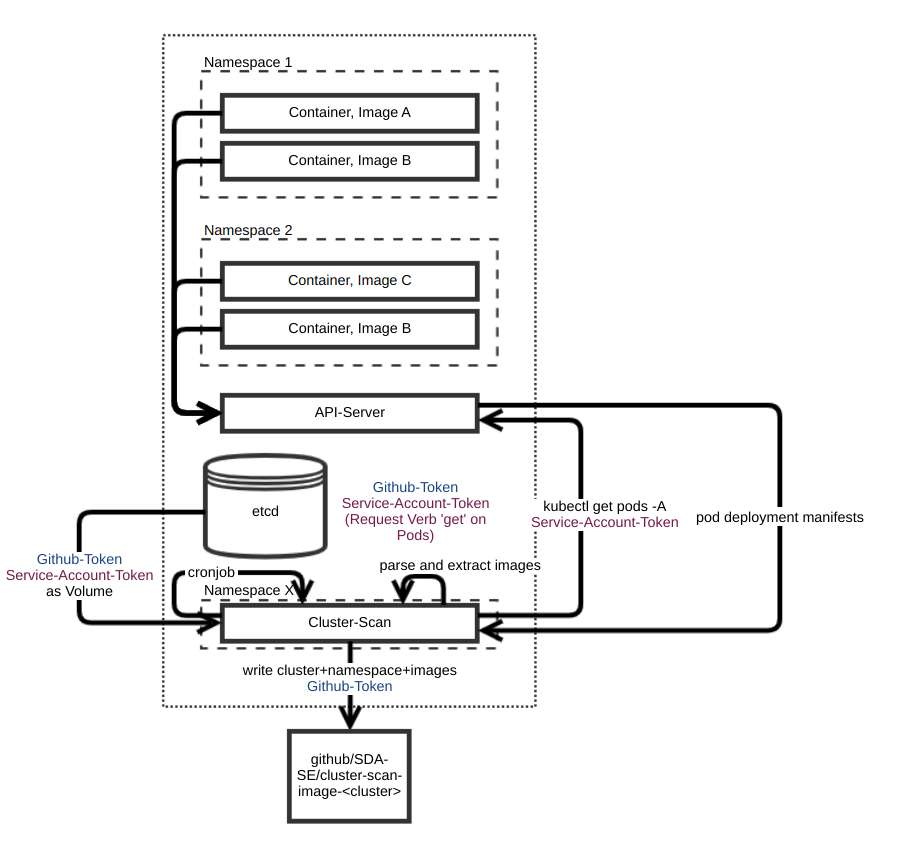 Namespace 1
Container, Image A
Container, Image B
Namespace 2
Container, Image C
Container, Image B
API-Server
etcd
Github-Token
Service-Account-Token
(Request Verb 'get' on
Pods)
kubectl get pods -A
Service-Account-Token
pod deployment manifests
Github-Token
Service-Account-Token
as Volume
cronjob
parse and extract images
Namespace X
Cluster-Scan
write cluster+namespace+images
Github-Token
github/SDA-
SE/cluster-scan-
image-<cluster>